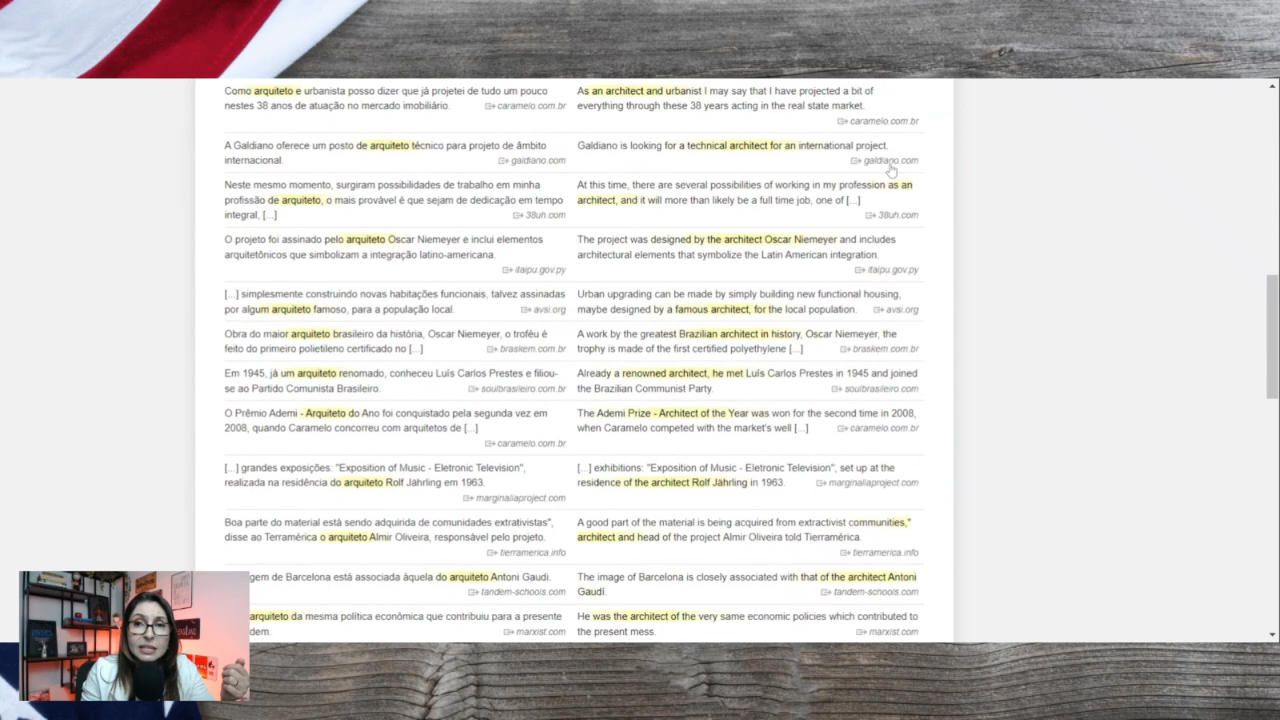 Como arquiteto e urbanista posso dizer que já projetei de tudo um pouco
nestes 38 anos de atuação no mercado imobiliário.
caramelo.com.br
As an architect and urbanist I may say that I have projected a bit of
everything through these 38 years acting in the real state market.
caramelo.com.br
A Galdiano oferece um posto de arquiteto técnico para projeto de âmbito
internacional.
galdiano.com
Galdiano is looking for a technical architect for an international project.
galdiano.com
Neste mesmo momento, surgiram possibilidades de trabalho em minha
profissão de arquiteto, o mais provável é que sejam de dedicação em tempo
integral, [...]
38uh.com
At this time, there are several possibilities of working in my profession as an
architect, and it will more than likely be a full time job, one of [...]
38uh.com
O projeto foi assinado pelo arquiteto Oscar Niemeyer e inclui elementos
arquitetônicos que simbolizam a integração latino-americana.
itaipu.gov.py
The project was designed by the architect Oscar Niemeyer and includes
architectural elements that symbolize the Latin American integration.
itaipu.gov.py
[...] simplesmente construindo novas habitações funcionais, talvez assinadas
por algum arquiteto famoso, para a população local.
avsi.org
Urban upgrading can be made by simply building new functional housing,
maybe designed by a famous architect, for the local population.
avsi.org
Obra do maior arquiteto brasileiro da história, Oscar Niemeyer, o troféu é
feito do primeiro polietileno certificado no [...]
braskem.com.br
A work by the greatest Brazilian architect in history, Oscar Niemeyer, the
trophy is made of the first certified polyethylene [...]
braskem.com.br
Em 1945, já um arquiteto renomado, conheceu Luís Carlos Prestes e filiou-
se ao Partido Comunista Brasileiro.
soulbrasileiro.com.br
Already a renowned architect, he met Luís Carlos Prestes in 1945 and joined
the Brazilian Communist Party.
soulbrasileiro.com.br
O Prêmio Ademi - Arquiteto do Ano foi conquistado pela segunda vez em
2008, quando Caramelo concorreu com arquitetos de [...]
caramelo.com.br
The Ademi Prize - Architect of the Year was won for the second time in 2008,
when Caramelo competed with the market's well [...]
caramelo.com.br
[...] grandes exposições: "Exposition of Music - Eletronic Television",
realizada na residência do arquiteto Rolf Jährling em 1963.
marginaliaproject.com
[...] exhibitions: "Exposition of Music - Eletronic Television", set up at the
residence of the architect Rolf Jährling in 1963.
marginaliaproject.com
Boa parte do material está sendo adquirida de comunidades extrativistas",
disse ao Terramérica o arquiteto Almir Oliveira, responsável pelo projeto.
tierramerica.info
A good part of the material is being acquired from extractivist communities,"
architect and head of the project Almir Oliveira told Tierramérica.
tierramerica.info
gem de Barcelona está associada àquela do arquiteto Antoni Gaudi.
tandem-schools.com
The image of Barcelona is closely associated with that of the architect Antoni
Gaudí.
tandem-schools.com
arquiteto da mesma política econômica que contribuiu para a presente
dem.
marxist.com
He was the architect of the very same economic policies which contributed to
the present mess.
marxist.com